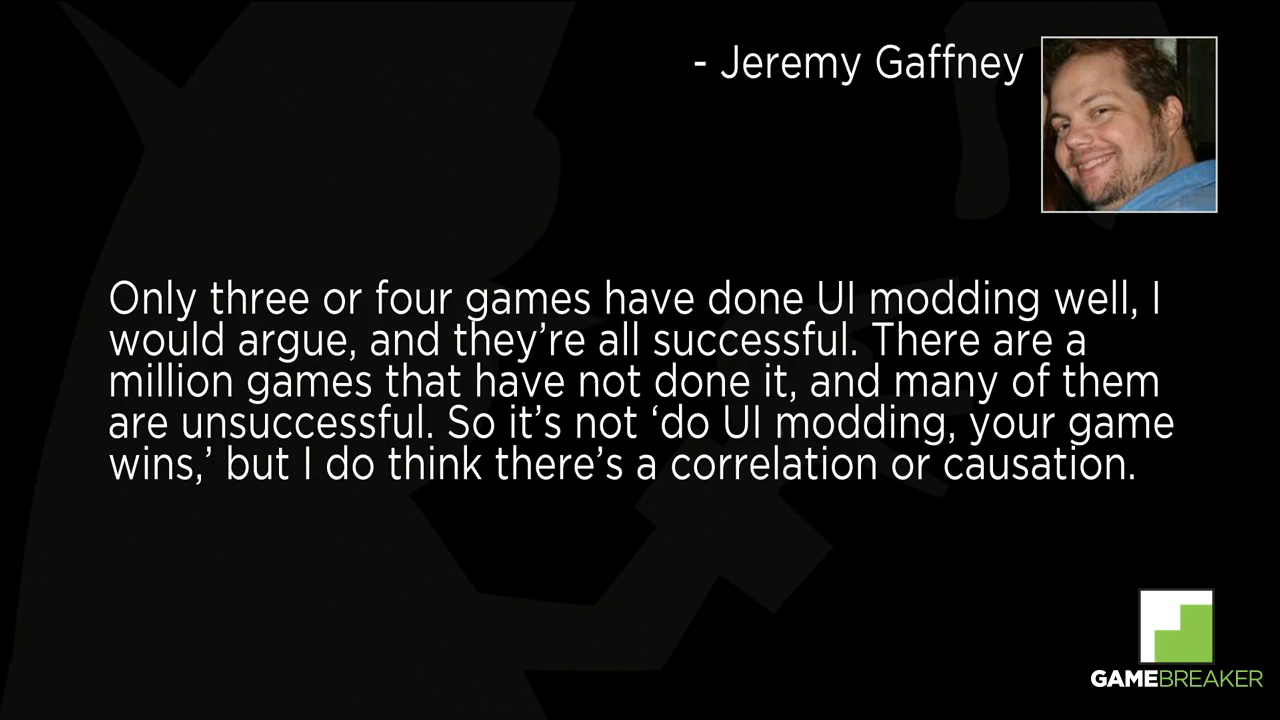 - Jeremy Gaffney
Only three or four games have done UI modding well, I
would argue, and they’re all successful. There are a
million games that have not done it, and many of them
are unsuccessful. So it’s not ‘do UI modding, your game
wins,’ but I do think there’s a correlation or causation.
GAMEBREAKER